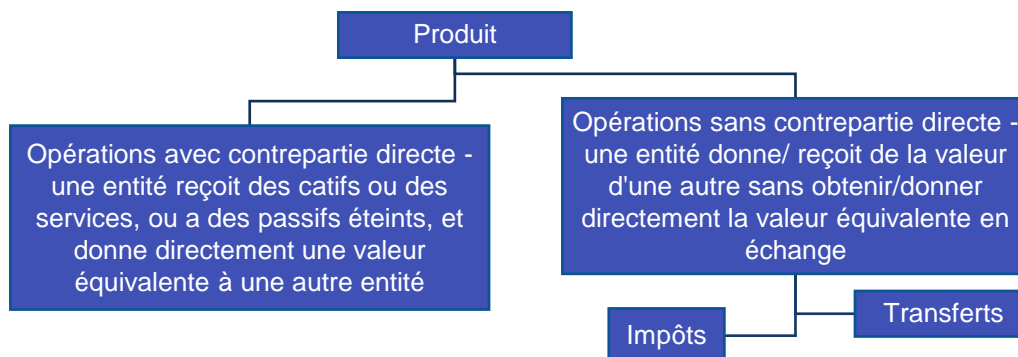 Produit
Opérations avec contrepartie directe -
une entité reçoit des catifs ou des
services, ou a des passifs éteints, et
donne directement une valeur
équivalente à une autre entité
Opérations sans contrepartie directe -
une entité donne/ reçoit de la valeur
d'une autre sans obtenir/donner
directement la valeur équivalente en
échange
Impôts
Transferts